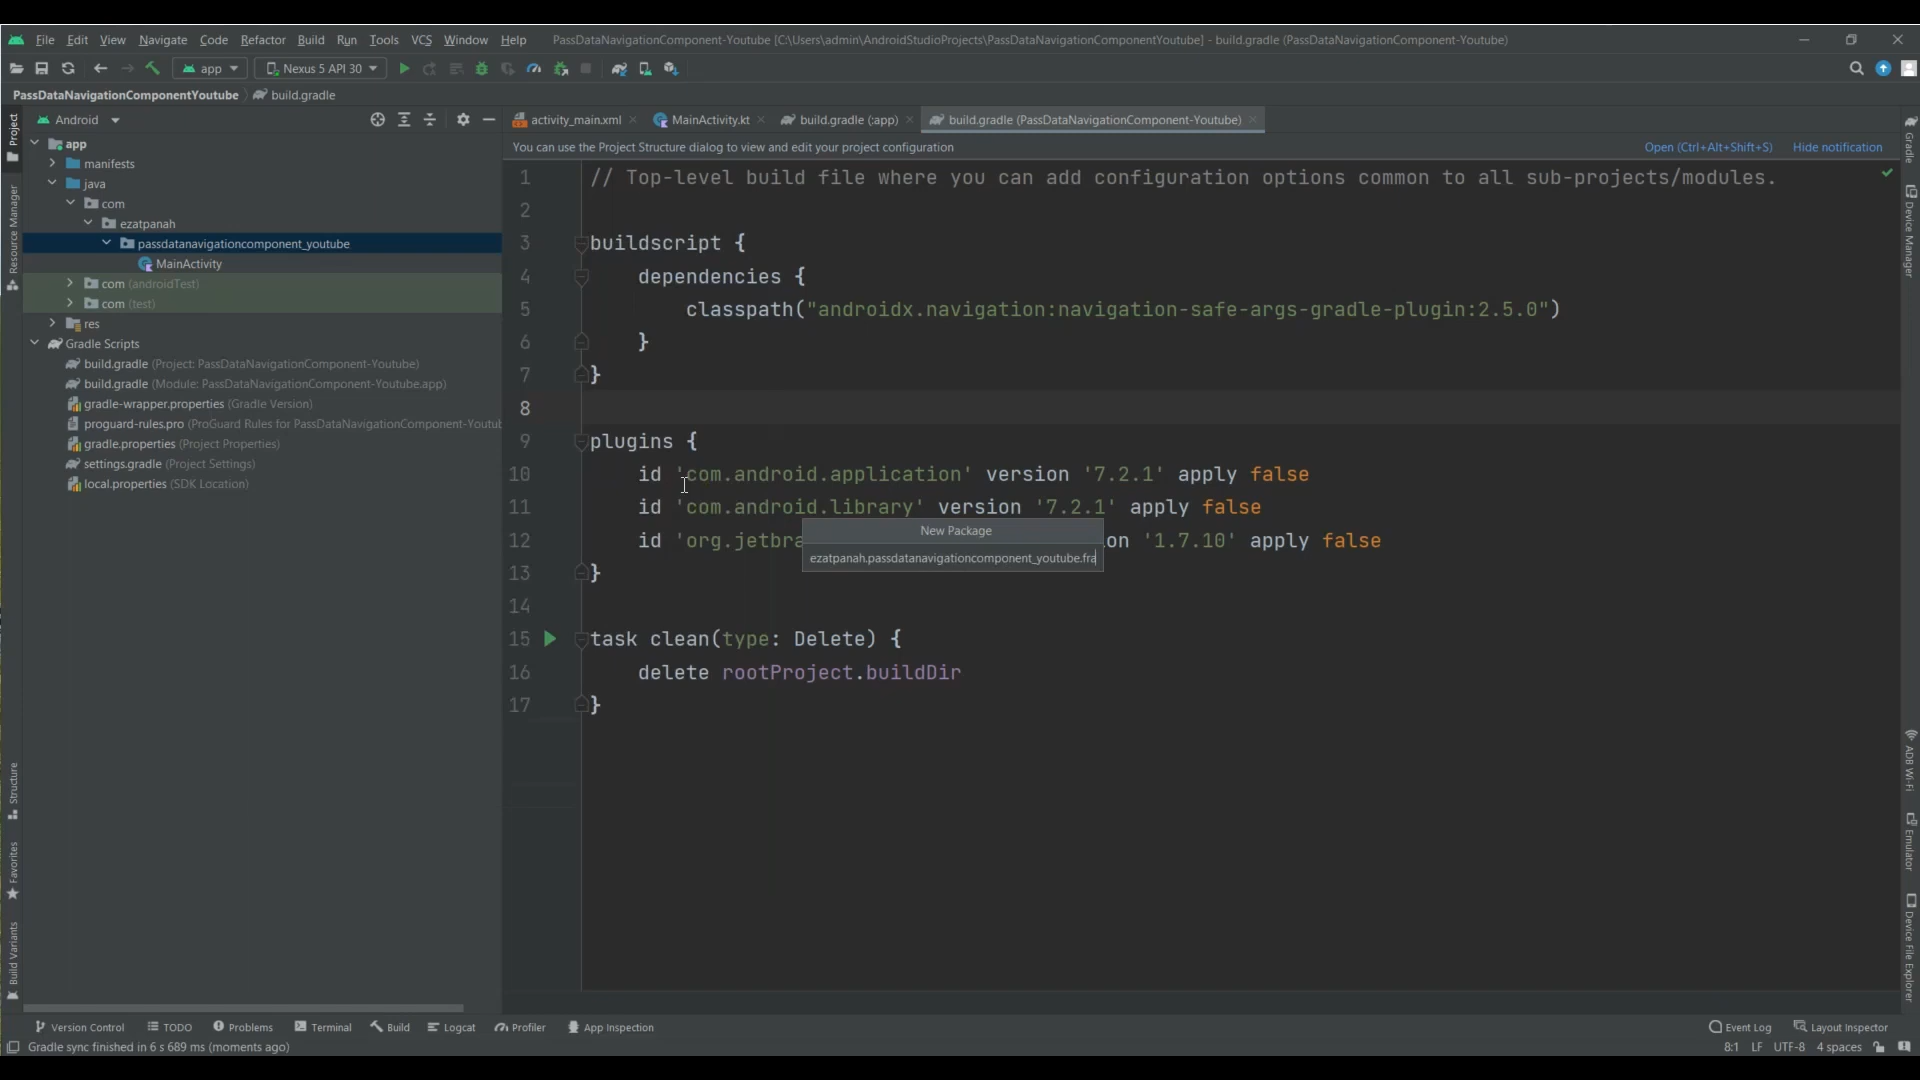 File Edit View Navigate Code Refactor Build Run Tools VCS Window Help PassDataNavigationComponent-Youtube [C:\Users\admin\AndroidStudioProjects\PassDataNavigationComponentYoutube] - build.gradle (PassDataNavigationComponent-Youtube)
app Nexus 5 API 30
PassDataNavigationComponentYoutube build.gradle
Android
activity_main.xml MainActivity.kt build.gradle (:app) build.gradle (PassDataNavigationComponent-Youtube)
You can use the Project Structure dialog to view and edit your project configuration Open (Ctrl+Alt+Shift+S) Hide notification
Project
Resource Manager
Structure
Favorites
Build Variants
app
manifests
java
com
ezatpanah
passdatanavigationcomponent_youtube
MainActivity
com (androidTest)
com (test)
res
Gradle Scripts
build.gradle (Project: PassDataNavigationComponent-Youtube)
build.gradle (Module: PassDataNavigationComponent-Youtube.app)
gradle-wrapper.properties (Gradle Version)
proguard-rules.pro (ProGuard Rules for PassDataNavigationComponent-Youtub
gradle.properties (Project Properties)
settings.gradle (Project Settings)
local.properties (SDK Location)
1 // Top-level build file where you can add configuration options common to all sub-projects/modules.
2
3 buildscript {
4 dependencies {
5 classpath("androidx.navigation:navigation-safe-args-gradle-plugin:2.5.0")
6 }
7 }
8
9 plugins {
10 id 'com.android.application' version '7.2.1' apply false
11 id 'com.android.library' version '7.2.1' apply false
12 id 'org.jetbra on '1.7.10' apply false
13 }
14
15 task clean(type: Delete) {
16 delete rootProject.buildDir
17 }
New Package
ezatpanah.passdatanavigationcomponent_youtube.fra
Gradle
Device Manager
ADB Wi-Fi
Emulator
Device File Explorer
Version Control TODO Problems Terminal Build Logcat Profiler App Inspection Event Log Layout Inspector
Gradle sync finished in 6 s 689 ms (moments ago) 8:1 LF UTF-8 4 spaces